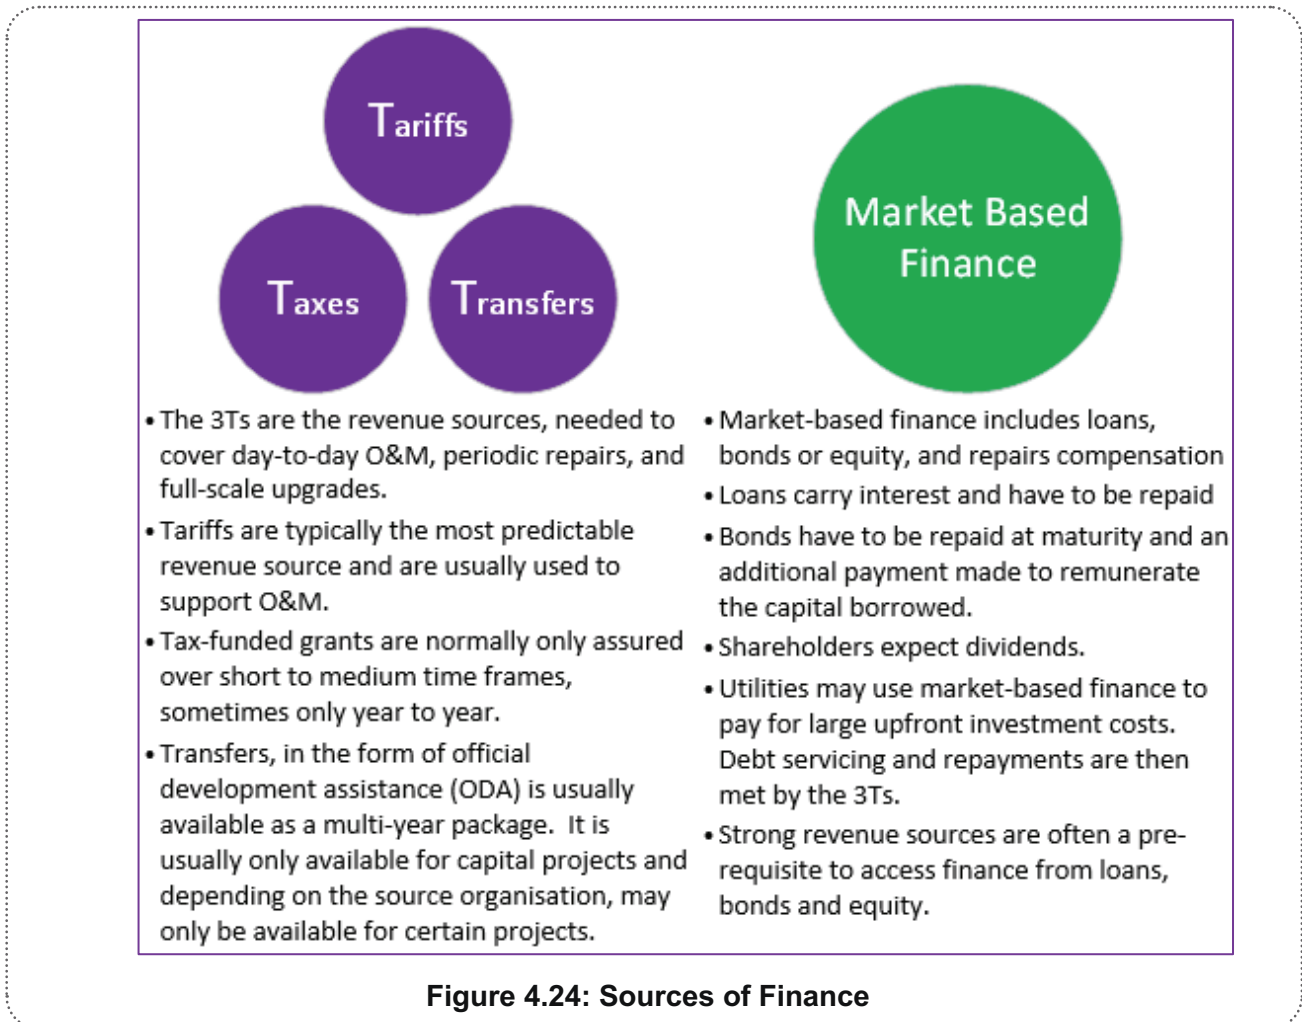 Tariffs
Taxes
Transfers
• The 3Ts are the revenue sources, needed to
cover day-to-day O&M, periodic repairs, and
full-scale upgrades.
• Tariffs are typically the most predictable
revenue source and are usually used to
support O&M.
• Tax-funded grants are normally only assured
over short to medium time frames,
sometimes only year to year.
• Transfers, in the form of official
development assistance (ODA) is usually
available as a multi-year package.  It is
usually only available for capital projects and
depending on the source organisation, may
only be available for certain projects.
Market Based
Finance
• Market-based finance includes loans,
bonds or equity, and repairs compensation
• Loans carry interest and have to be repaid
• Bonds have to be repaid at maturity and an
additional payment made to remunerate
the capital borrowed.
• Shareholders expect dividends.
• Utilities may use market-based finance to
pay for large upfront investment costs.
Debt servicing and repayments are then
met by the 3Ts.
• Strong revenue sources are often a pre-
requisite to access finance from loans,
bonds and equity.
Figure 4.24: Sources of Finance